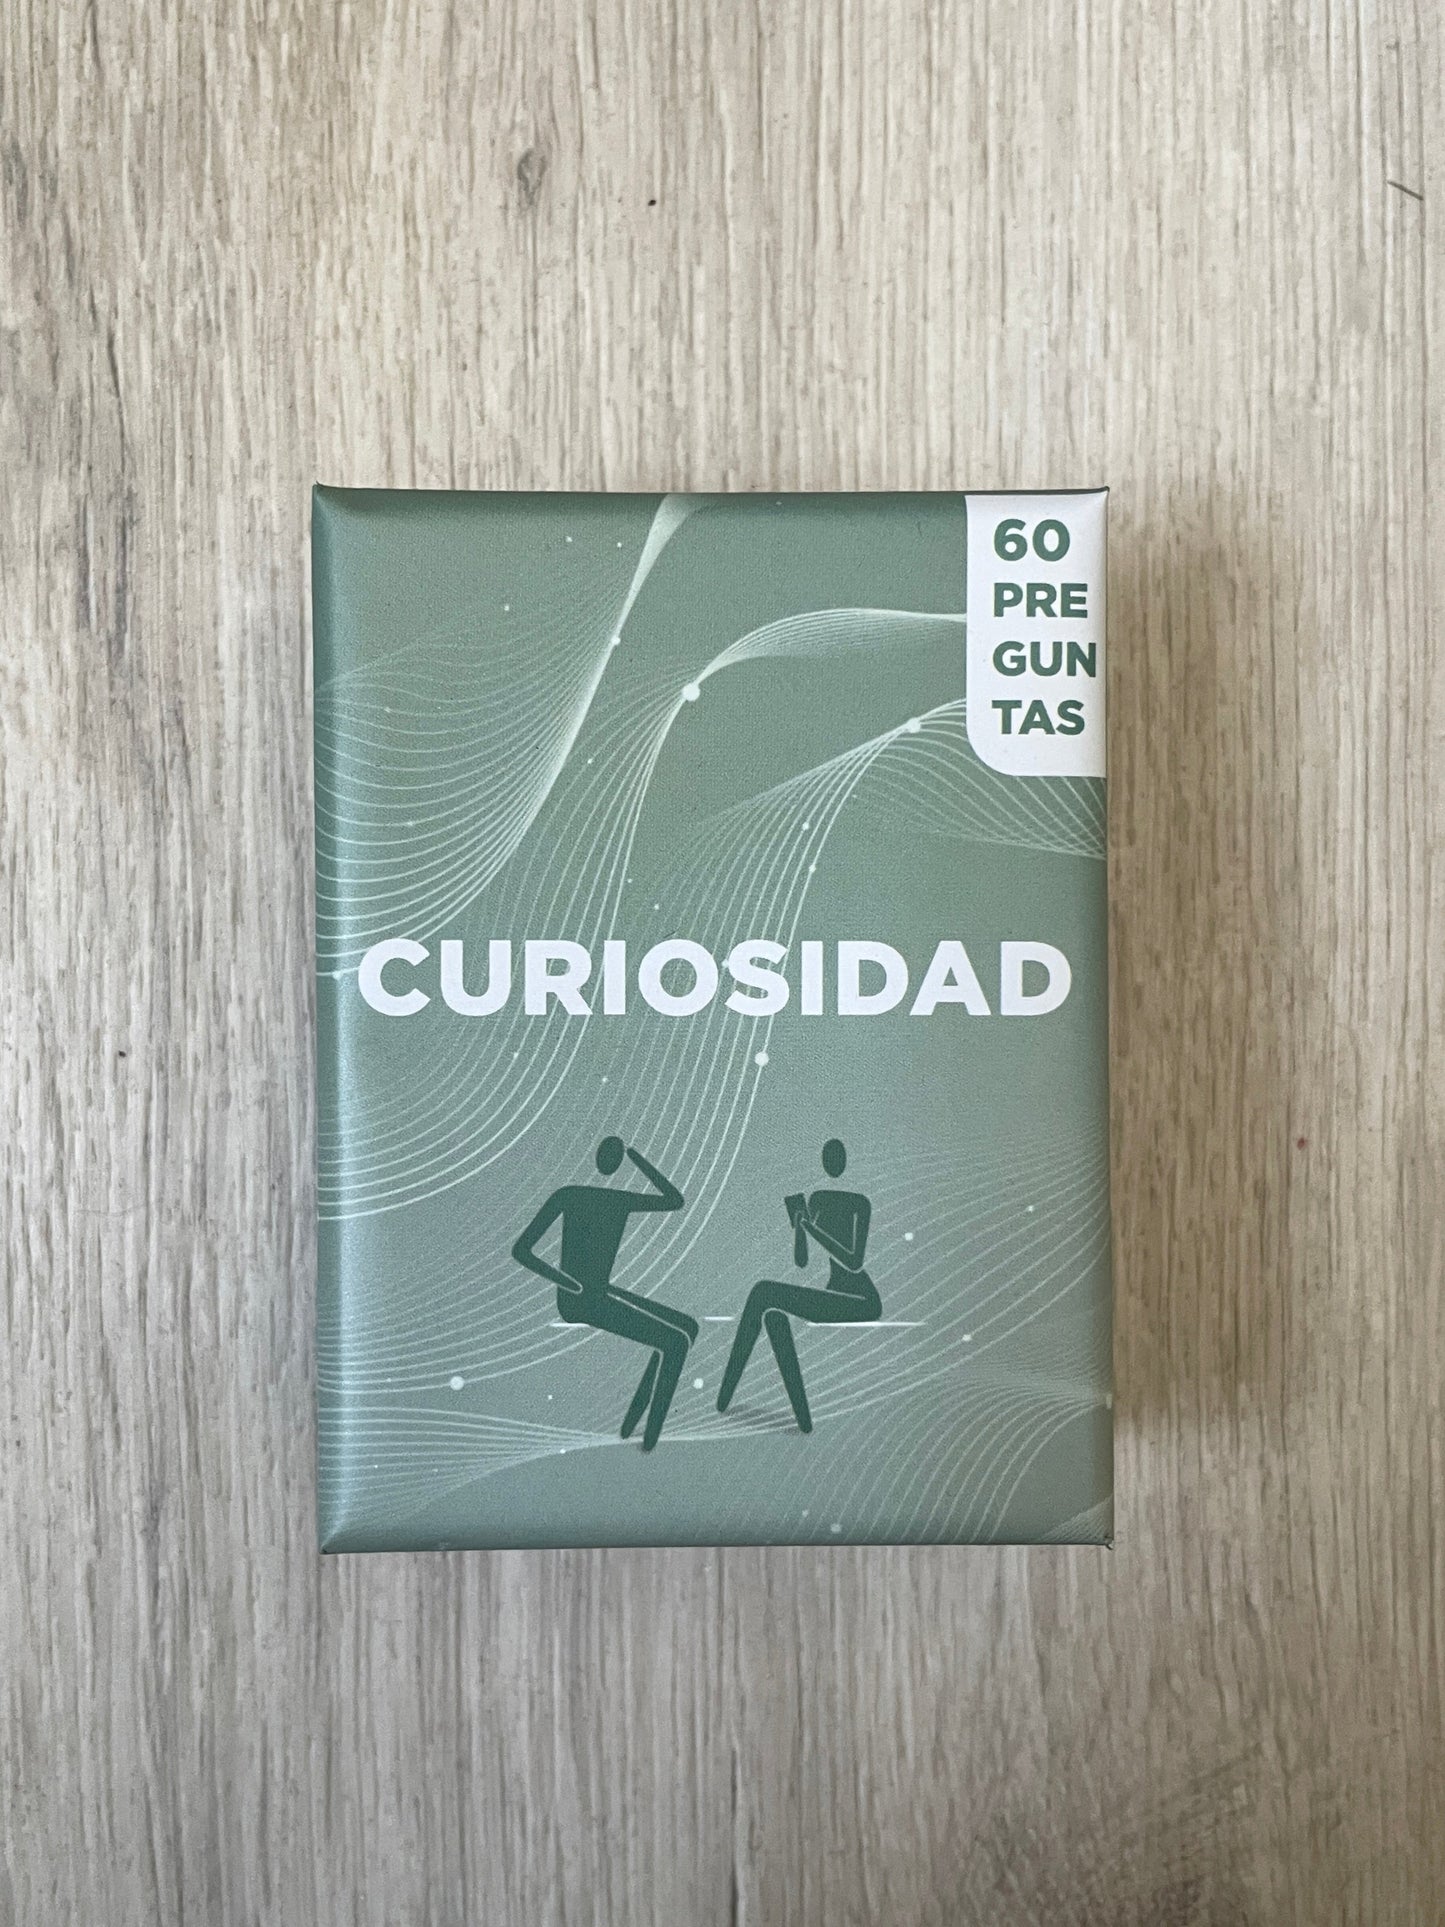 60
PRE
GUN
TAS
CURIOSIDAD